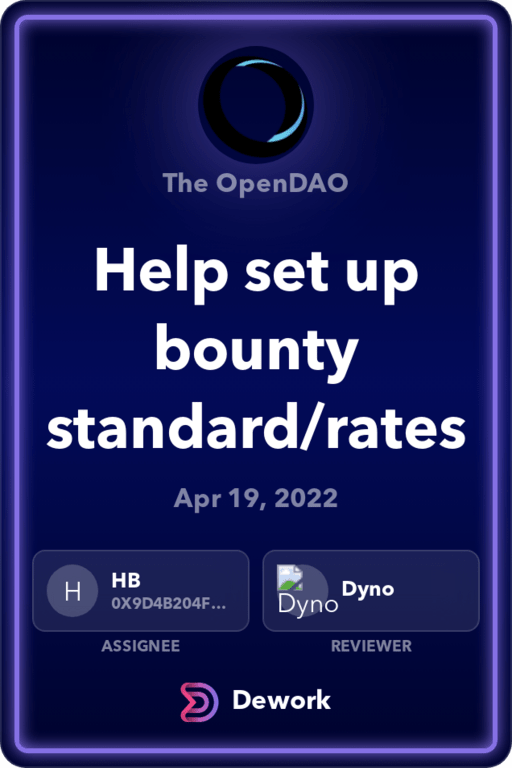 The OpenDAO
Help set up
bounty
standard/rates
Apr 19, 2022
H
HB
0X9D4B204F...
Dyno
Dyno
ASSIGNEE
REVIEWER
Dework